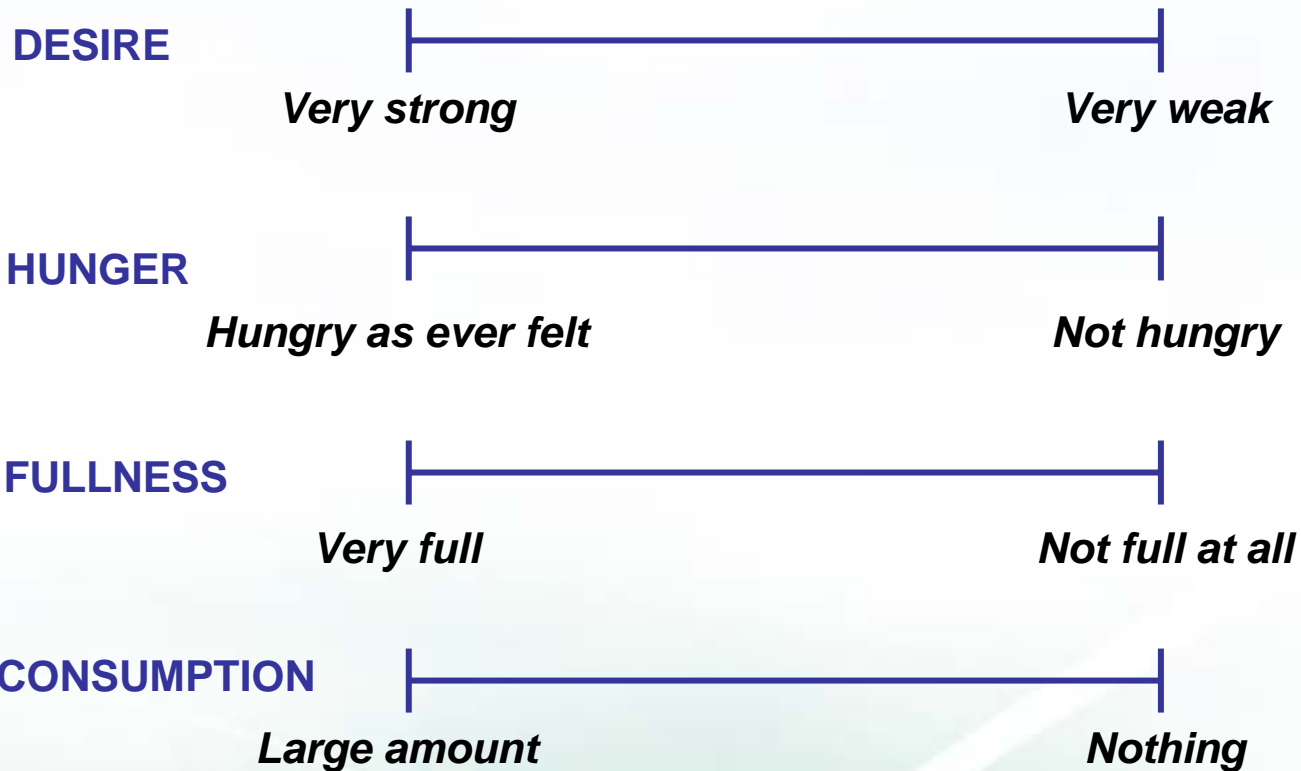 DESIRE
Very strong Very weak
HUNGER
Hungry as ever felt Not hungry
FULLNESS
Very full Not full at all
CONSUMPTION
Large amount Nothing